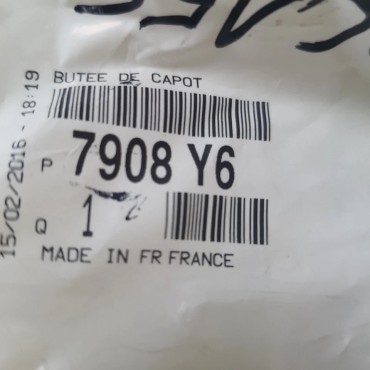 BUTEE DE CAPOT
P 7908 Y6
Q 1
MADE IN FR FRANCE
15/02/2016 - 18:19